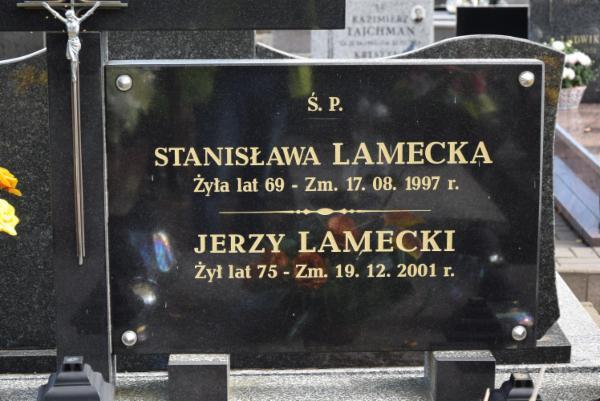 KAZIMIERZ
TAJCHMAN
Ś. P.
STANISŁAWA LAMECKA
Żyła lat 69 - Zm. 17. 08. 1997 r.
JERZY LAMECKI
Żył lat 75 - Zm. 19. 12. 2001 r.